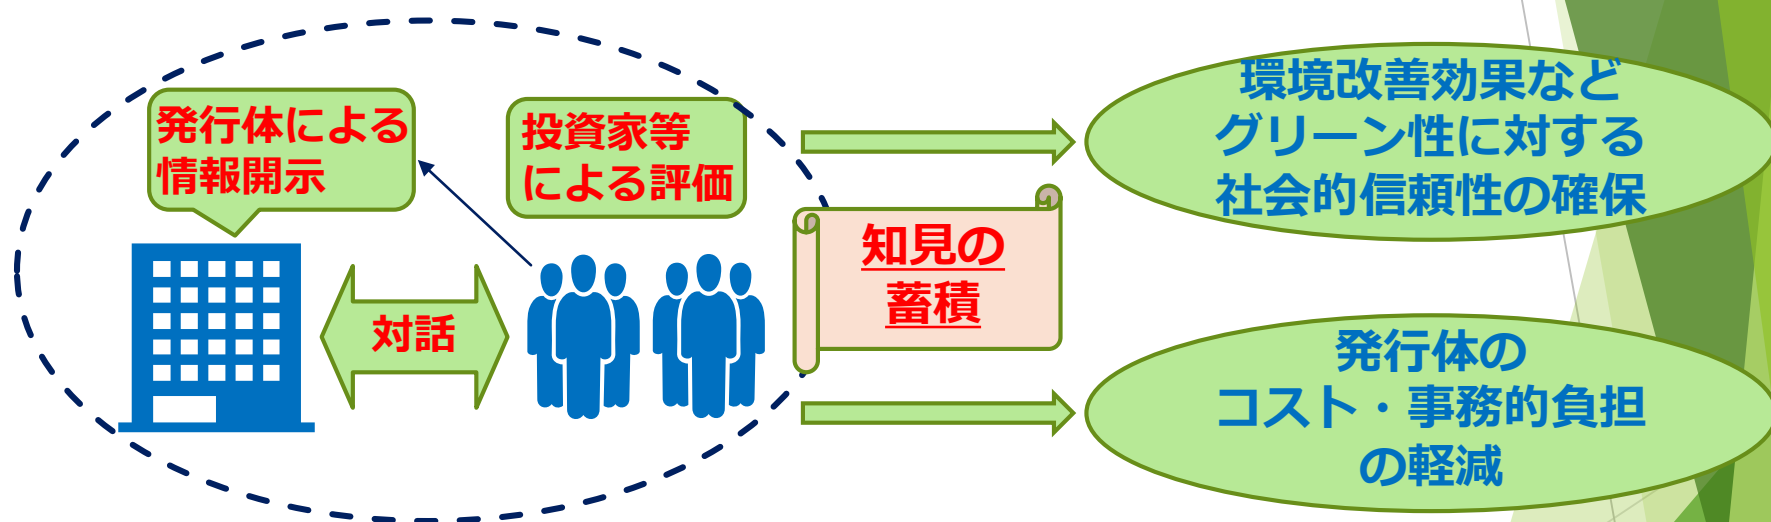 発行体による
情報開示
投資家等
による評価
対話
知見の
蓄積
環境改善効果など
グリーン性に対する
社会的信頼性の確保
発行体の
コスト・事務的負担
の軽減